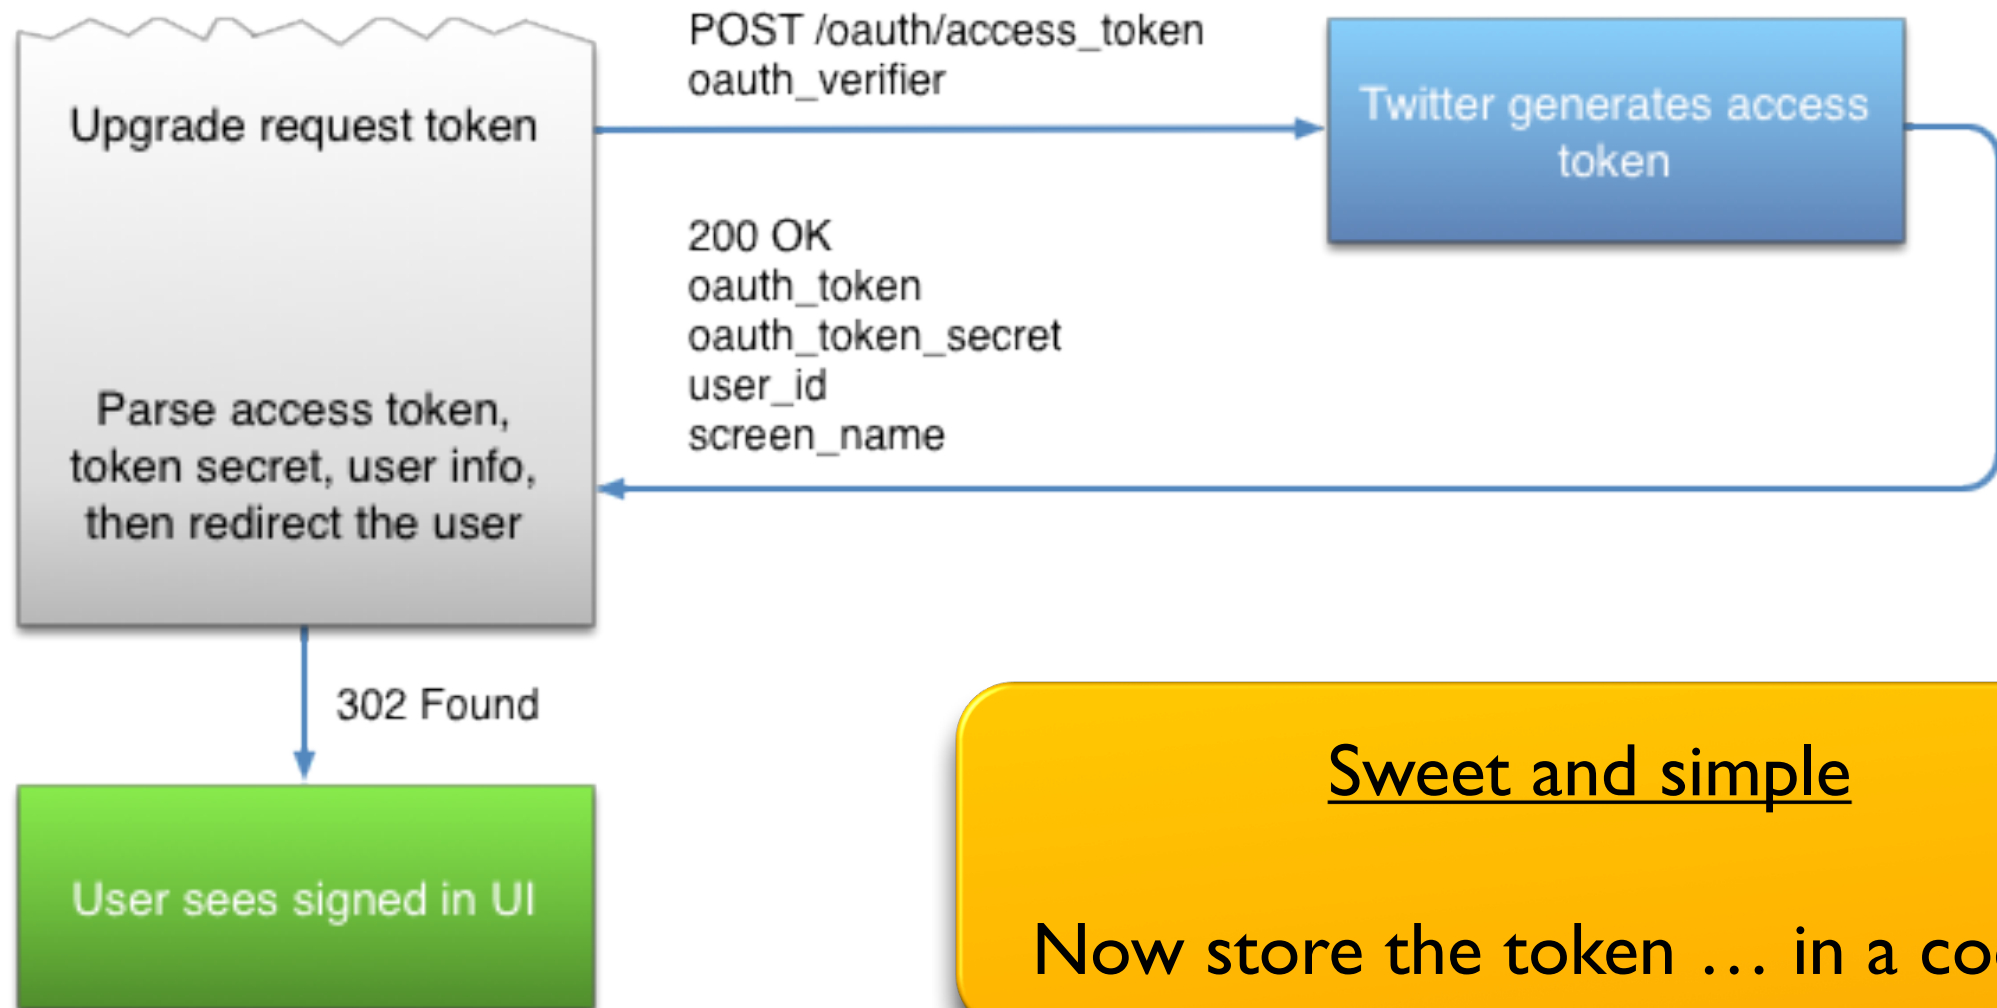 POST /oauth/access_token
oauth_verifier
Upgrade request token
Twitter generates access
token
200 OK
oauth_token
oauth_token_secret
user_id
screen_name
Parse access token,
token secret, user info,
then redirect the user
302 Found
User sees signed in UI
Sweet and simple
Now store the token … in a